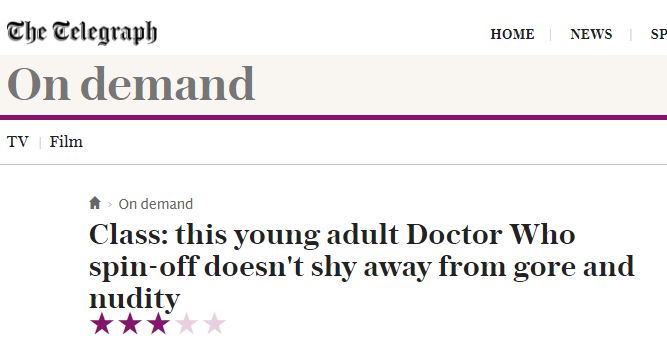 The Telegraph
HOME | NEWS | SP
On demand
TV | Film
On demand
Class: this young adult Doctor Who
spin-off doesn't shy away from gore and
nudity